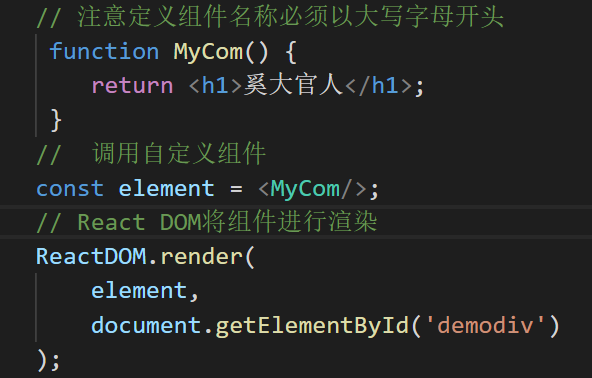 // 注意定义组件名称必须以大写字母开头
function MyCom() {
return <h1>奚大官人</h1>;
}
//  调用自定义组件
const element = <MyCom/>;
// React DOM将组件进行渲染
ReactDOM.render(
element,
document.getElementById('demodiv')
);